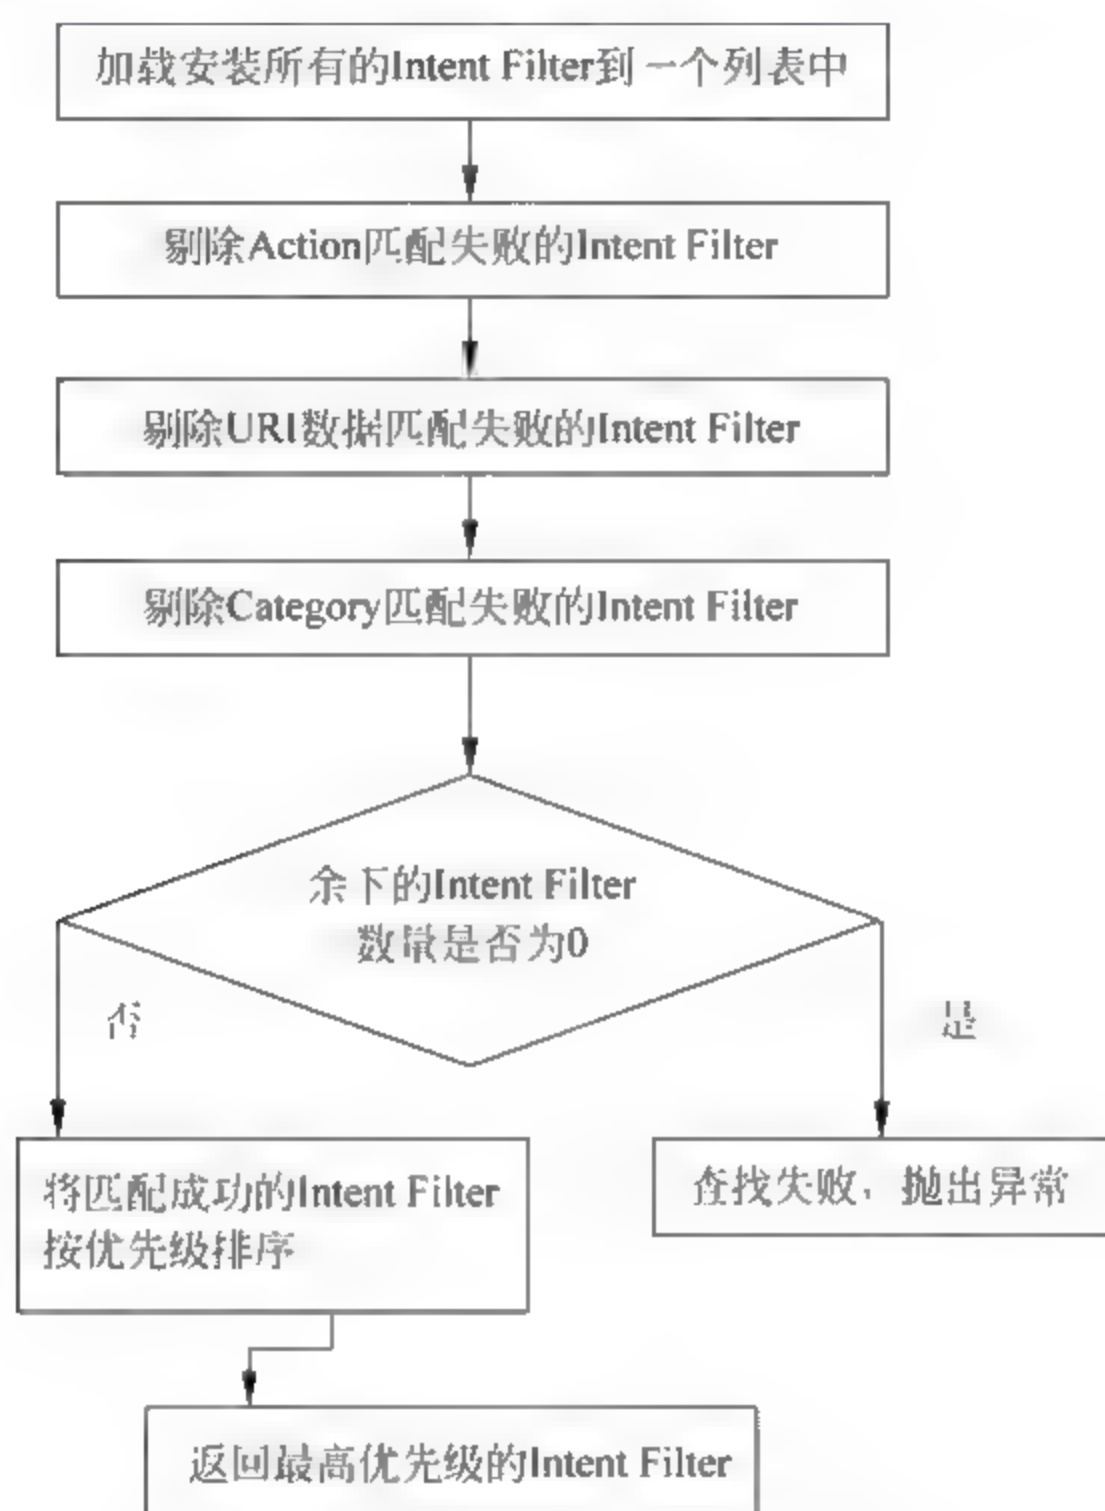 加载安装所有的Intent Filter到一个列表中
剔除Action匹配失败的Intent Filter
剔除URI数据匹配失败的Intent Filter
剔除Category匹配失败的Intent Filter
余下的Intent Filter
数量是否为0
否
是
将匹配成功的Intent Filter
按优先级排序
查找失败，抛出异常
返回最高优先级的Intent Filter